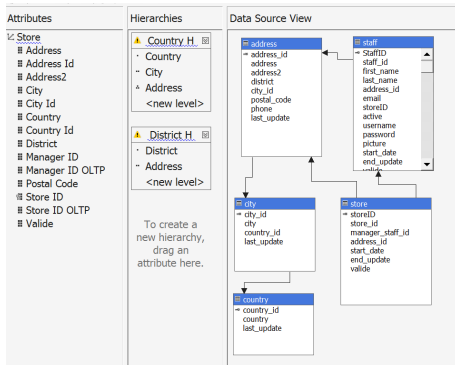 Attributes
Store
Address
Address Id
Address2
City
City Id
Country
Country Id
District
Manager ID
Manager ID OLTP
Postal Code
Store ID
Store ID OLTP
Valide
Hierarchies
Country H
Country
City
Address
<new level>
District H
District
Address
<new level>
To create a
new hierarchy,
drag an
attribute here.
Data Source View
address
address_id
address
address2
district
city_id
postal_code
phone
last_update
staff
StaffID
staff_id
first_name
last_name
address_id
email
storeID
active
username
password
picture
start_date
end_update
valide
city
city_id
city
country_id
last_update
store
storeID
store_id
manager_staff_id
address_id
start_date
end_update
valide
country
country_id
country
last_update